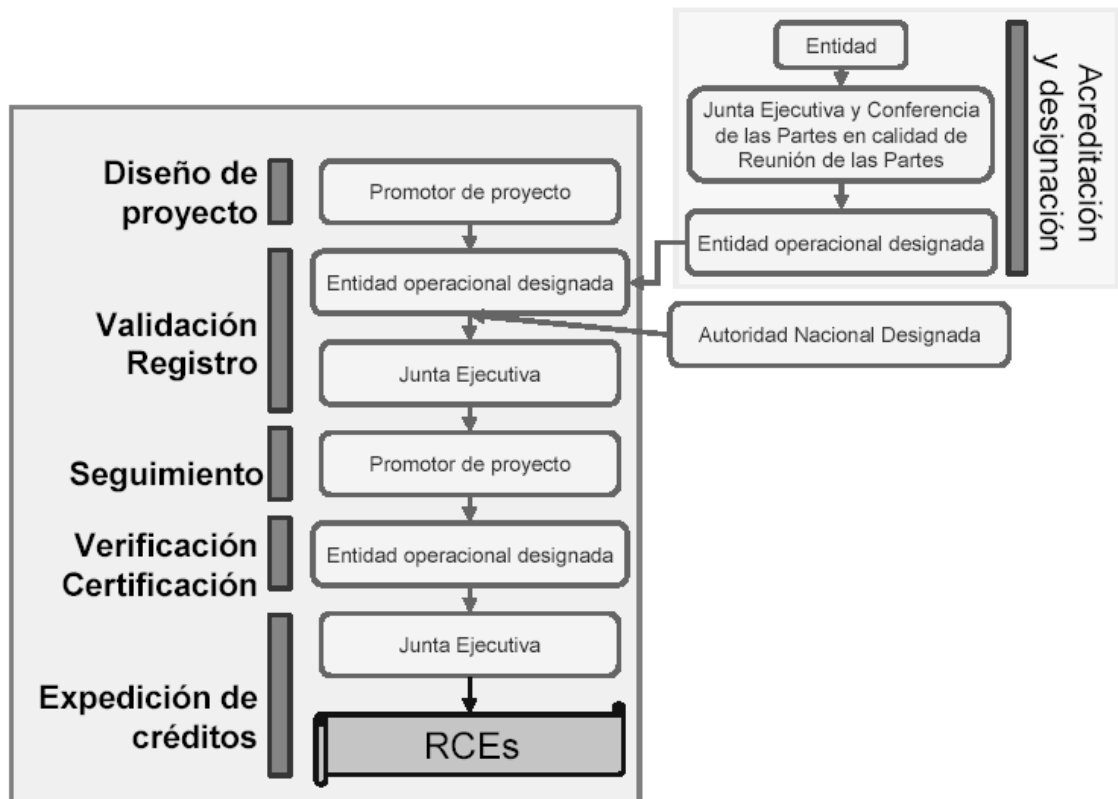 Entidad
Junta Ejecutiva y Conferencia
de las Partes en calidad de
Reunión de las Partes
Entidad operacional designada
Acreditación
y designación
Autoridad Nacional Designada
Diseño de
proyecto
Promotor de proyecto
Validación
Registro
Entidad operacional designada
Junta Ejecutiva
Seguimiento
Promotor de proyecto
Verificación
Certificación
Entidad operacional designada
Expedición de
créditos
Junta Ejecutiva
RCEs